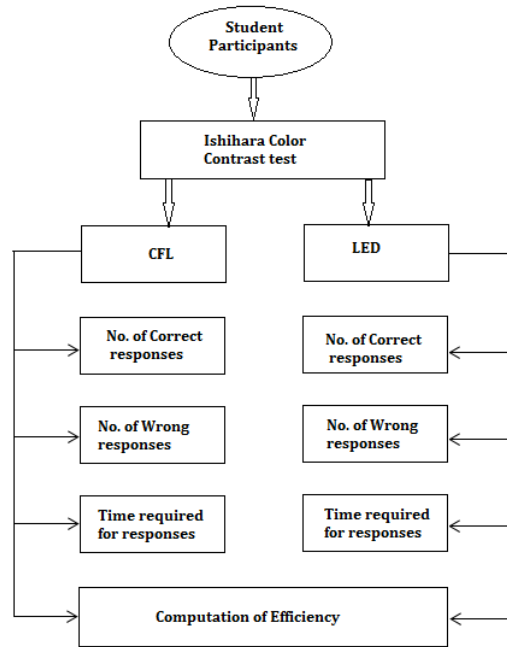 Student
Participants
Ishihara Color
Contrast test
CFL
LED
No. of Correct
responses
No. of Correct
responses
No. of Wrong
responses
No. of Wrong
responses
Time required
for responses
Time required
for responses
Computation of Efficiency